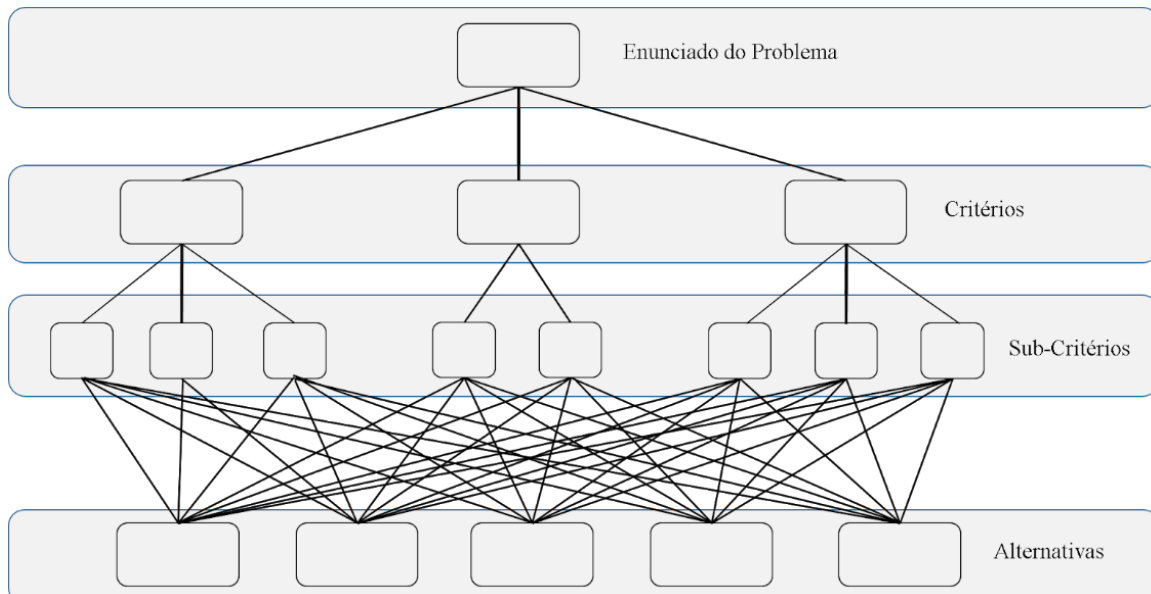 Enunciado do Problema
Critérios
Sub-Critérios
Alternativas